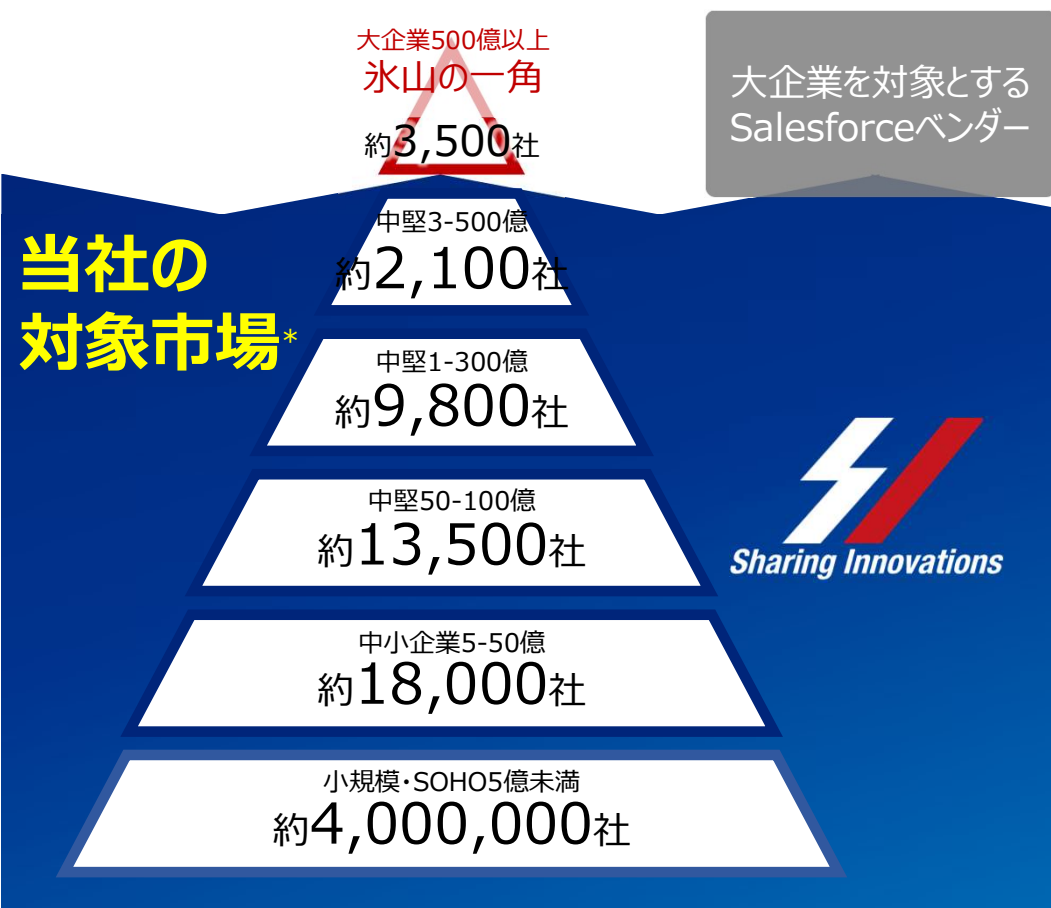 大企業500億以上
氷山の一角
約3,500社
大企業を対象とする
Salesforceベンダー
当社の
対象市場*
中堅3-500億
約2,100社
中堅1-300億
約9,800社
中堅50-100億
約13,500社
Sharing Innovations
中小企業5-50億
約18,000社
小規模・SOHO5億未満
約4,000,000社